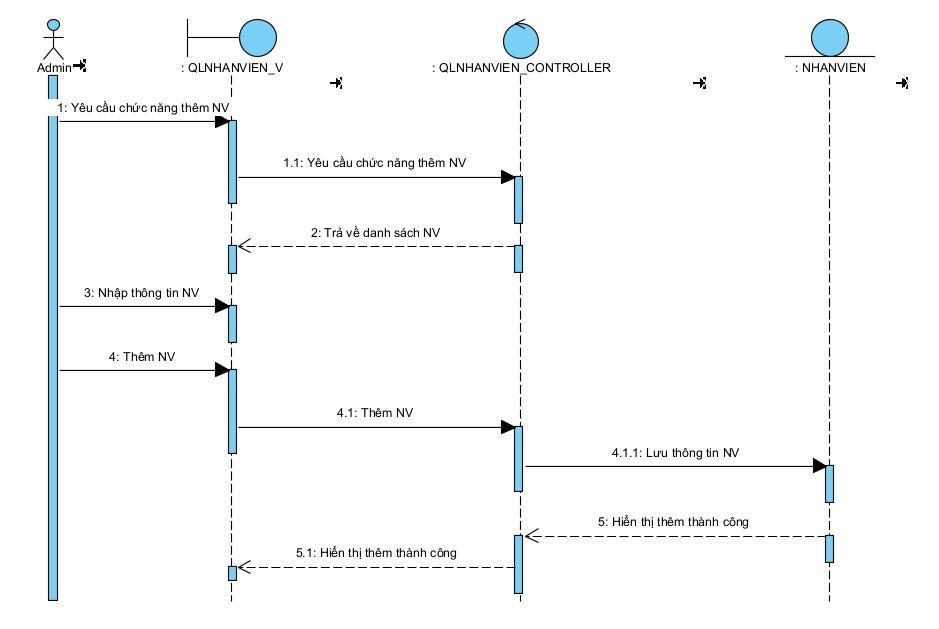 Admin
: QLNHANVIEN_V
: QLNHANVIEN_CONTROLLER
: NHANVIEN
1: Yêu cầu chức năng thêm NV
1.1: Yêu cầu chức năng thêm NV
2: Trả về danh sách NV
3: Nhập thông tin NV
4: Thêm NV
4.1: Thêm NV
4.1.1: Lưu thông tin NV
5: Hiển thị thêm thành công
5.1: Hiển thị thêm thành công